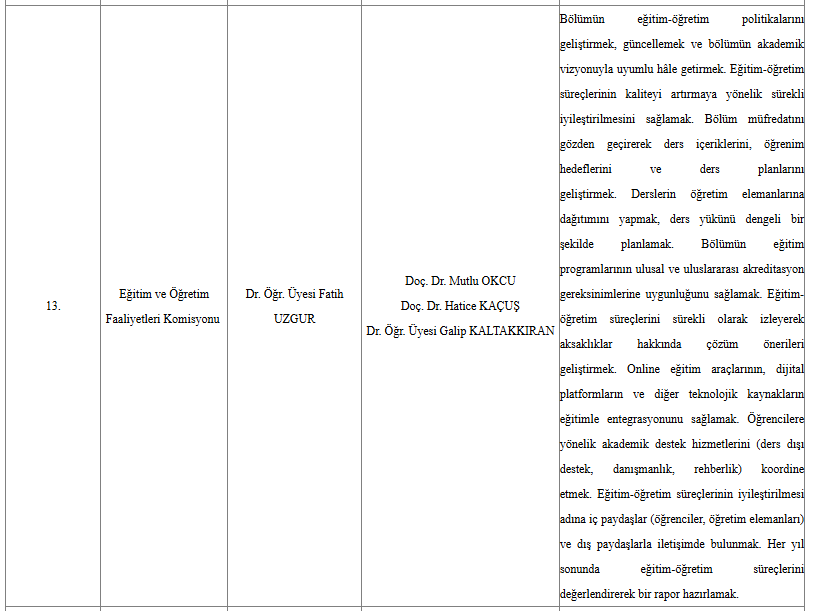 13.
Eğitim ve Öğretim
Faaliyetleri Komisyonu
Dr. Öğr. Üyesi Fatih
UZGUR
Doç. Dr. Mutlu OKCU
Doç. Dr. Hatice KAÇUŞ
Dr. Öğr. Üyesi Galip KALTAKKIRAN
Bölümün eğitim-öğretim politikalarını
geliştirmek, güncellemek ve bölümün akademik
vizyonuyla uyumlu hâle getirmek. Eğitim-öğretim
süreçlerinin kaliteyi artırmaya yönelik sürekli
iyileştirilmesini sağlamak. Bölüm müfredatını
gözden geçirerek ders içeriklerini, öğrenim
hedeflerini ve ders planlarını
geliştirmek. Derslerin öğretim elemanlarına
dağıtımını yapmak, ders yükünü dengeli bir
şekilde planlamak. Bölümün eğitim
programlarının ulusal ve uluslararası akreditasyon
gereksinimlerine uygunluğunu sağlamak. Eğitim-
öğretim süreçlerini sürekli olarak izleyerek
aksaklıklar hakkında çözüm önerileri
geliştirmek. Online eğitim araçlarının, dijital
platformların ve diğer teknolojik kaynakların
eğitimle entegrasyonunu sağlamak. Öğrencilere
yönelik akademik destek hizmetlerini (ders dışı
destek, danışmanlık, rehberlik) koordine
etmek. Eğitim-öğretim süreçlerinin iyileştirilmesi
adına iç paydaşlar (öğrenciler, öğretim elemanları)
ve dış paydaşlarla iletişimde bulunmak. Her yıl
sonunda eğitim-öğretim süreçlerini
değerlendirerek bir rapor hazırlamak.